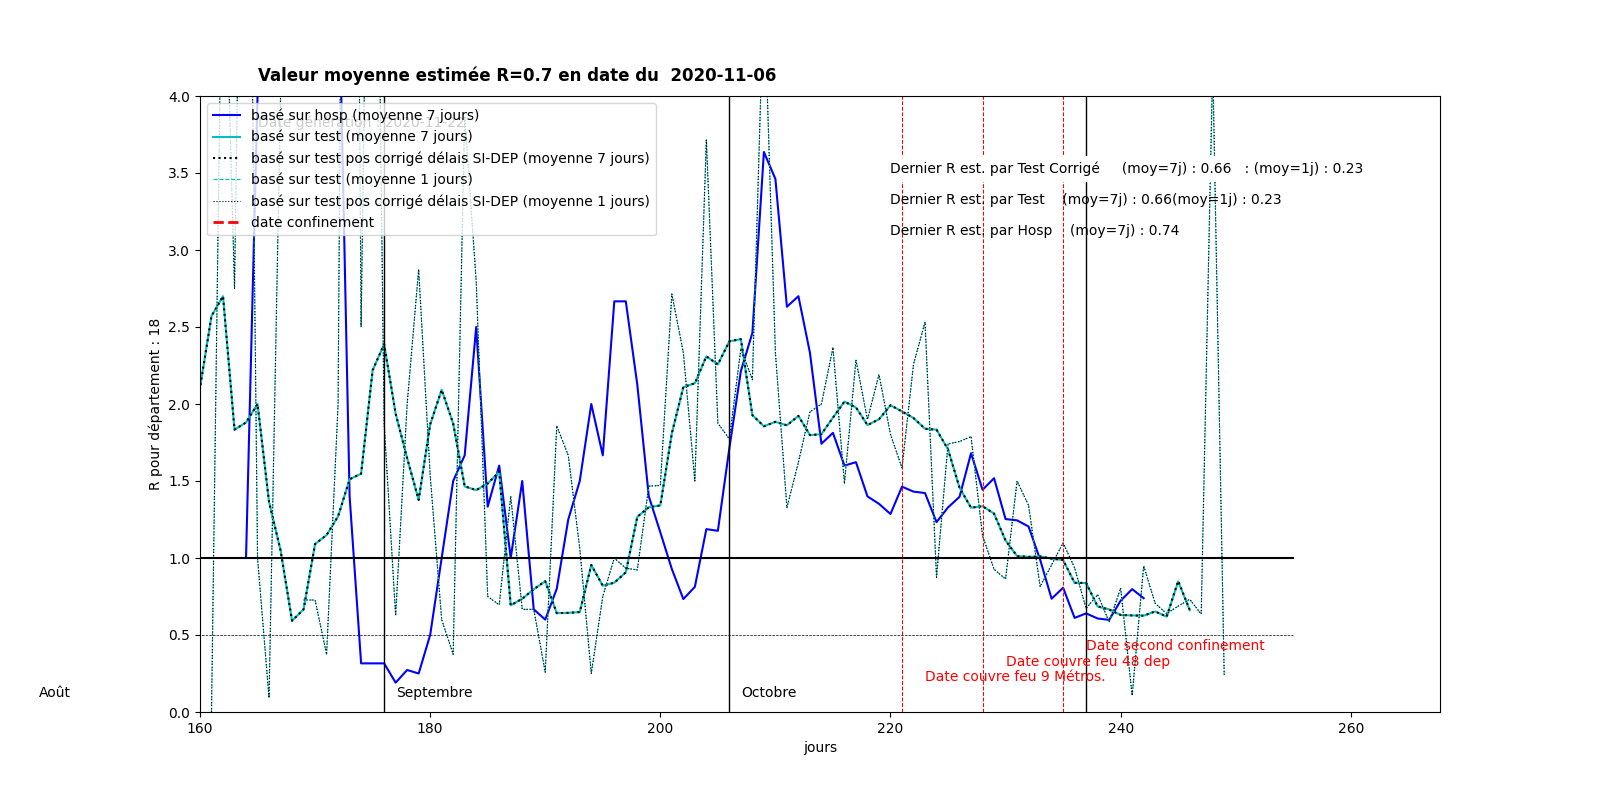 Valeur moyenne estimée R=0.7 en date du  2020-11-06
Date génération : 2020-11-22
basé sur hosp (moyenne 7 jours)
basé sur test (moyenne 7 jours)
basé sur test pos corrigé délais SI-DEP (moyenne 7 jours)
basé sur test (moyenne 1 jours)
basé sur test pos corrigé délais SI-DEP (moyenne 1 jours)
date confinement
Dernier R est. par Test Corrigé     (moy=7j) : 0.66   : (moy=1j) : 0.23
Dernier R est. par Test    (moy=7j) : 0.66(moy=1j) : 0.23
Dernier R est. par Hosp    (moy=7j) : 0.74
R pour département : 18
4.0
3.5
3.0
2.5
2.0
1.5
1.0
0.5
0.0
Date second confinement
Date couvre feu 48 dep
Date couvre feu 9 Métros.
Août
Septembre
Octobre
160
180
200
220
240
260
jours